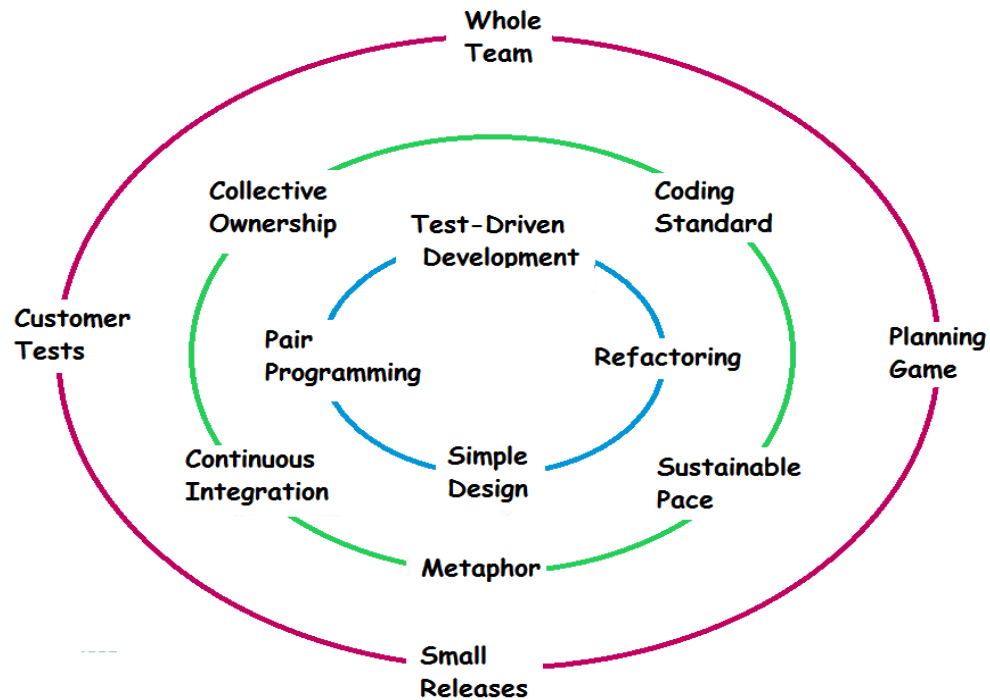 Whole
Team
Collective
Ownership
Coding
Standard
Test-Driven
Development
Customer
Tests
Pair
Programming
Refactoring
Planning
Game
Continuous
Integration
Simple
Design
Sustainable
Pace
Metaphor
Small
Releases